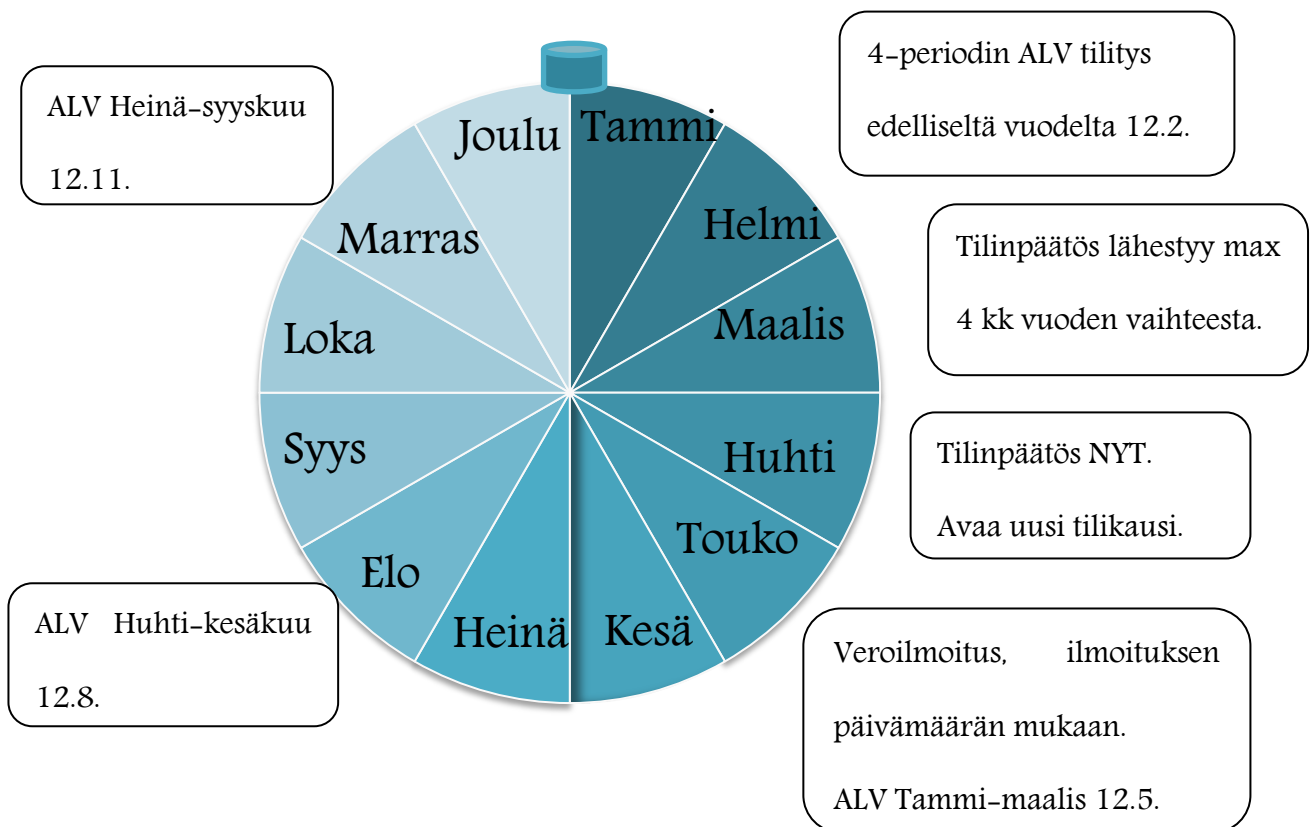 4-periodin ALV tilitys
edelliseltä vuodelta 12.2.
ALV Heinä-syyskuu
12.11.
Joulu
Tammi
Helmi
Marras
Tilinpäätös lähestyy max
4 kk vuoden vaihteesta.
Maalis
Loka
Syys
Huhti
Tilinpäätös NYT.
Avaa uusi tilikausi.
Touko
Elo
ALV Huhti-kesäkuu
12.8.
Heinä
Kesä
Veroilmoitus, ilmoituksen
päivämäärän mukaan.
ALV Tammi-maalis 12.5.